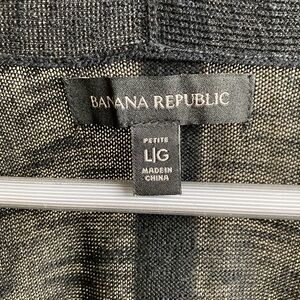 BANANA REPUBLIC
PETITE
L|G
MADE IN
CHINA